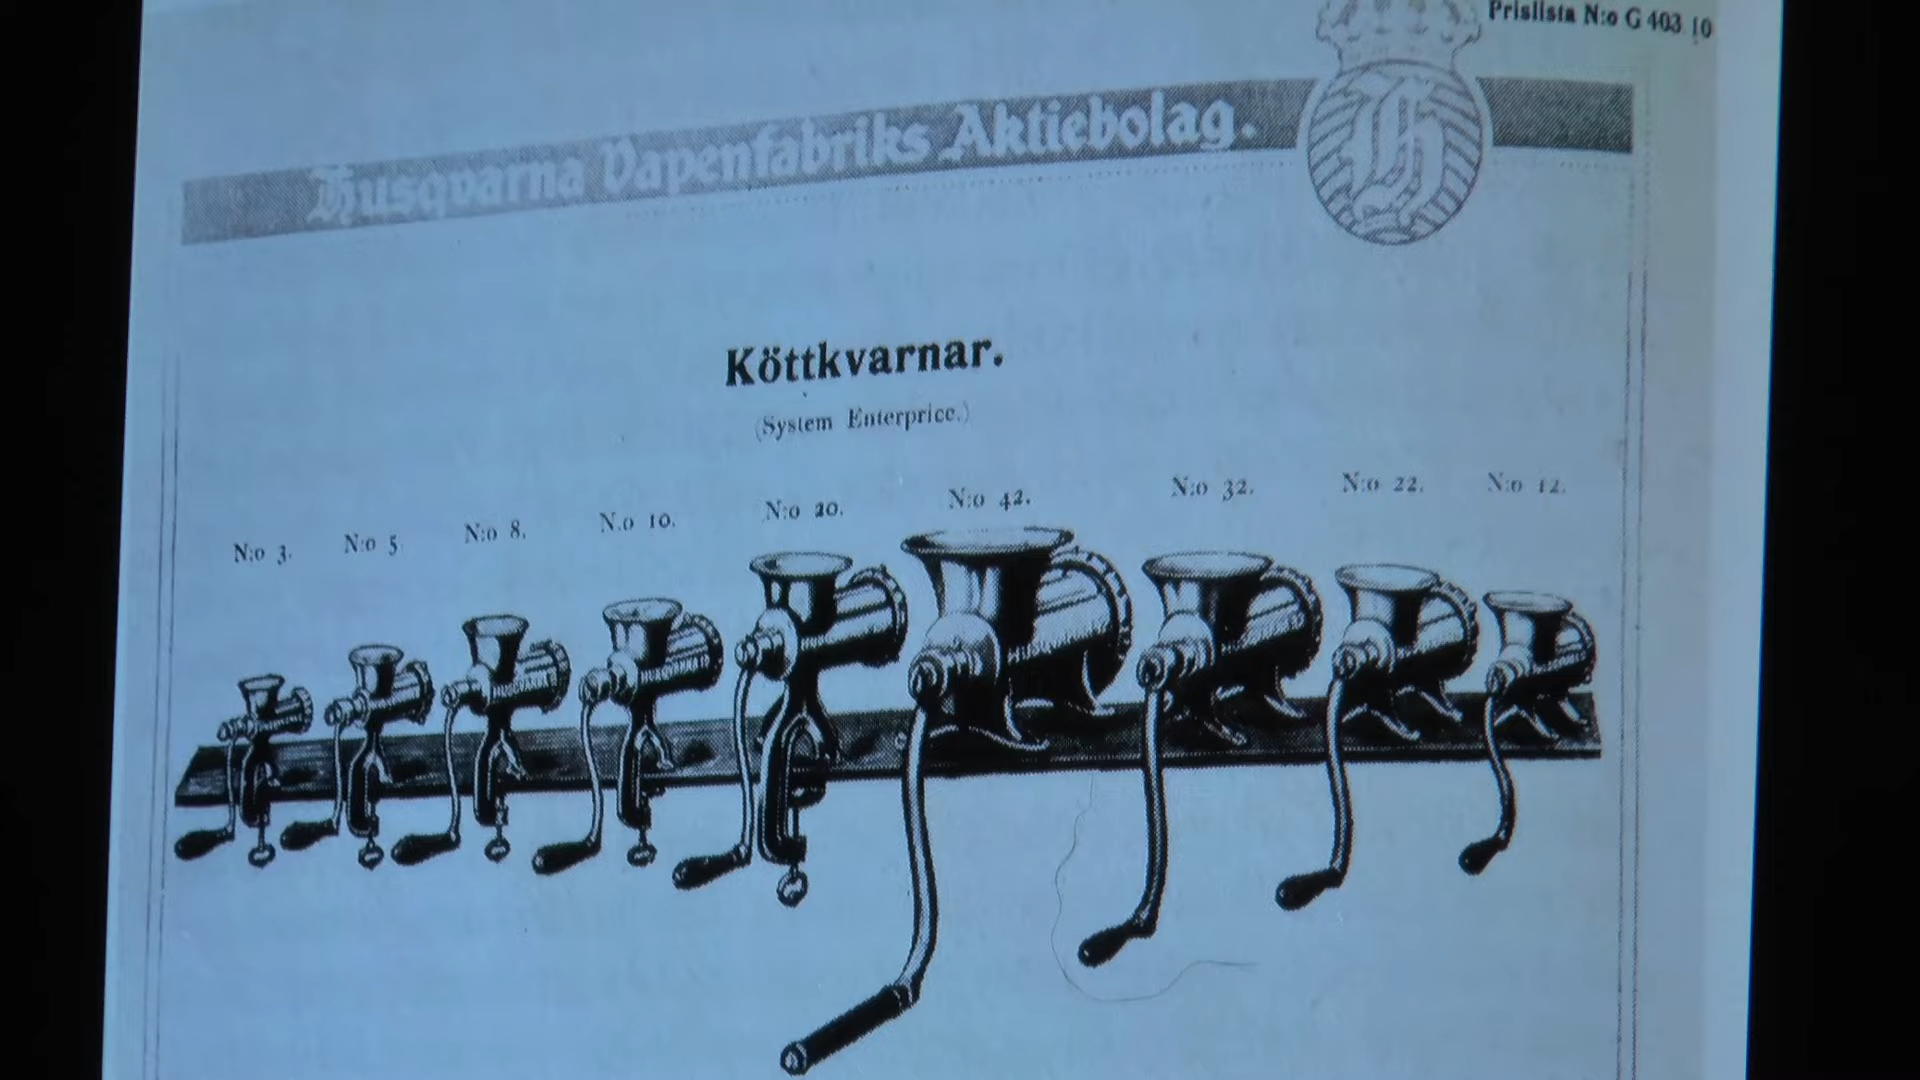 Prislista N:o G 403 10
Husqvarna Vapenfabriks Aktiebolag.
H
Köttkvarnar.
(System Enterprice.)
N:o 3. N:o 5 N:o 8. N.o 10. N:o 20. N:o 42. N:o 32. N:o 22. N:o 12.